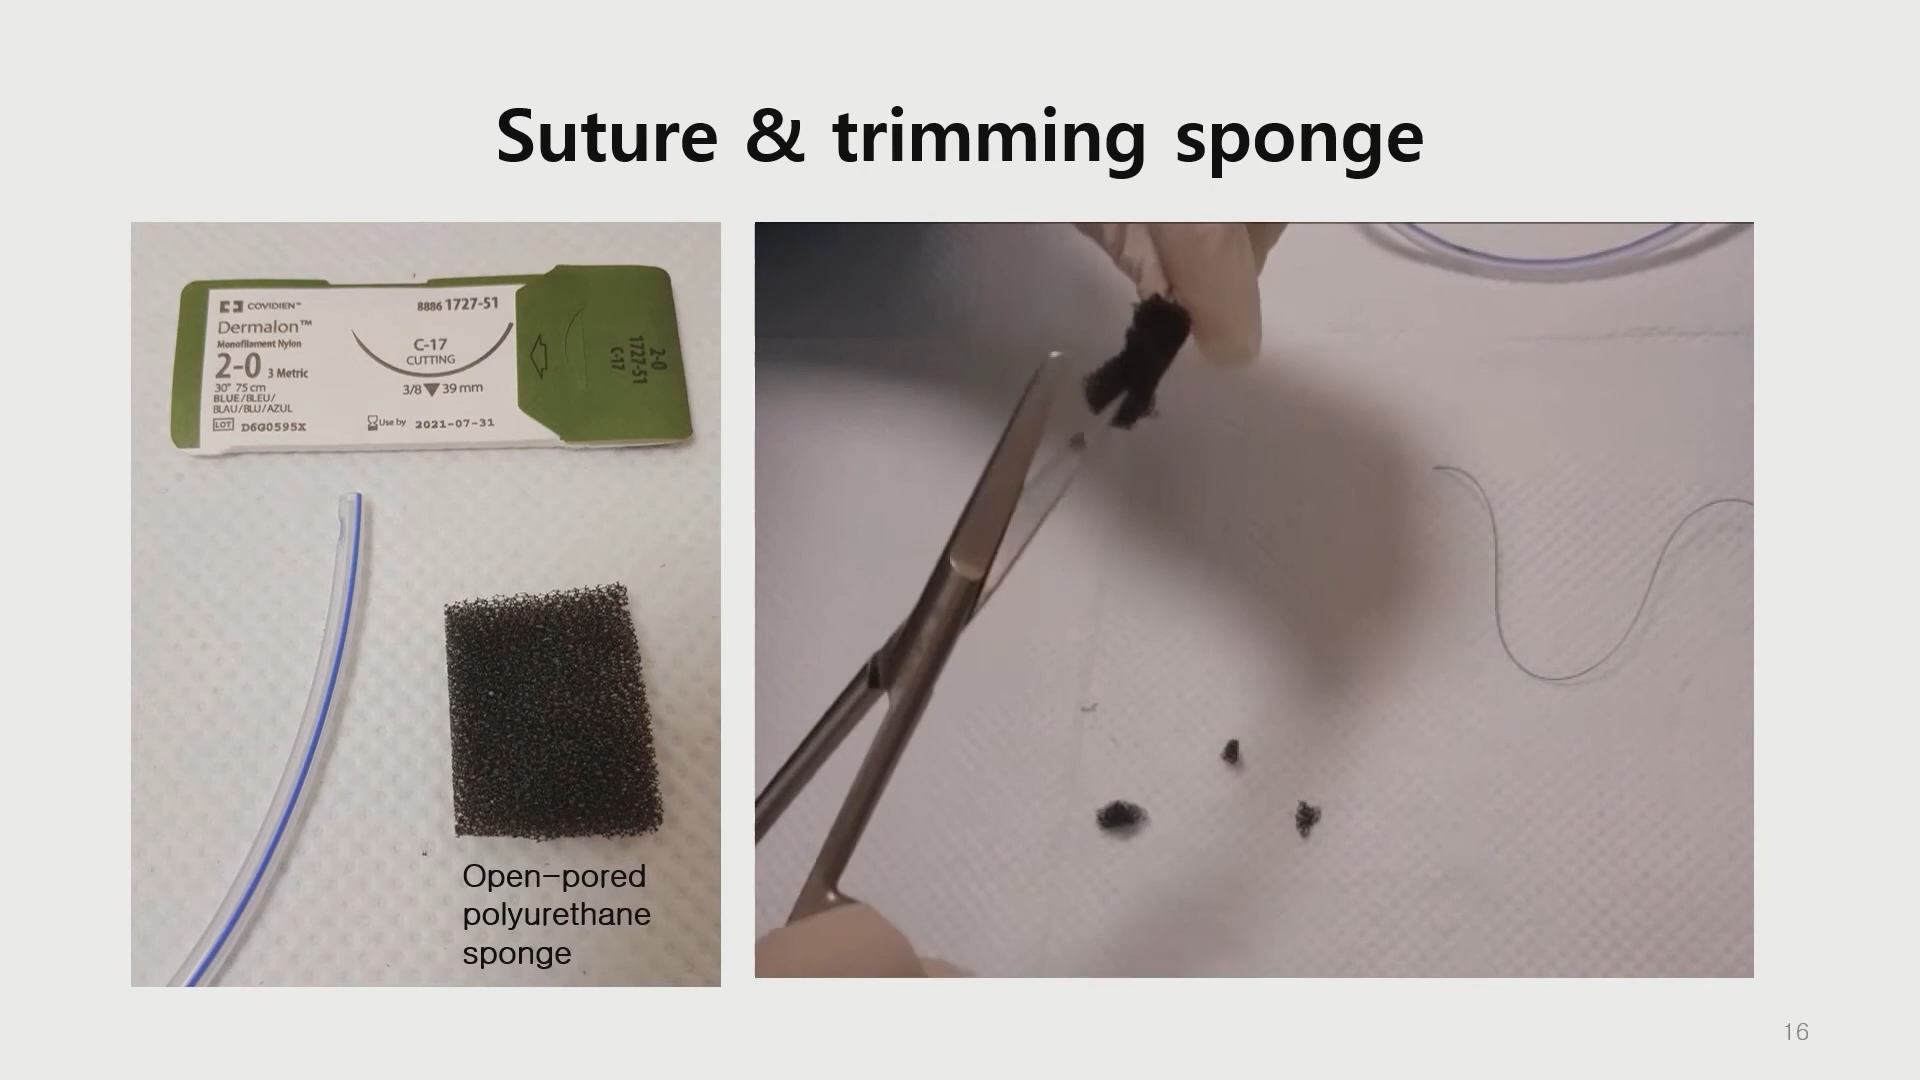 Suture & trimming sponge
COVIDIEN™
8886 1727-51
Dermalon™
Monofilament Nylon
2-0 3 Metric
30" 75 cm
BLUE/BLEU/
BLAU/BLU/AZUL
LOT D6G0595X
C-17
CUTTING
3/8 39 mm
Use by 2021-07-31
2-0
1727-51
C-17
Open-pored
polyurethane
sponge
16